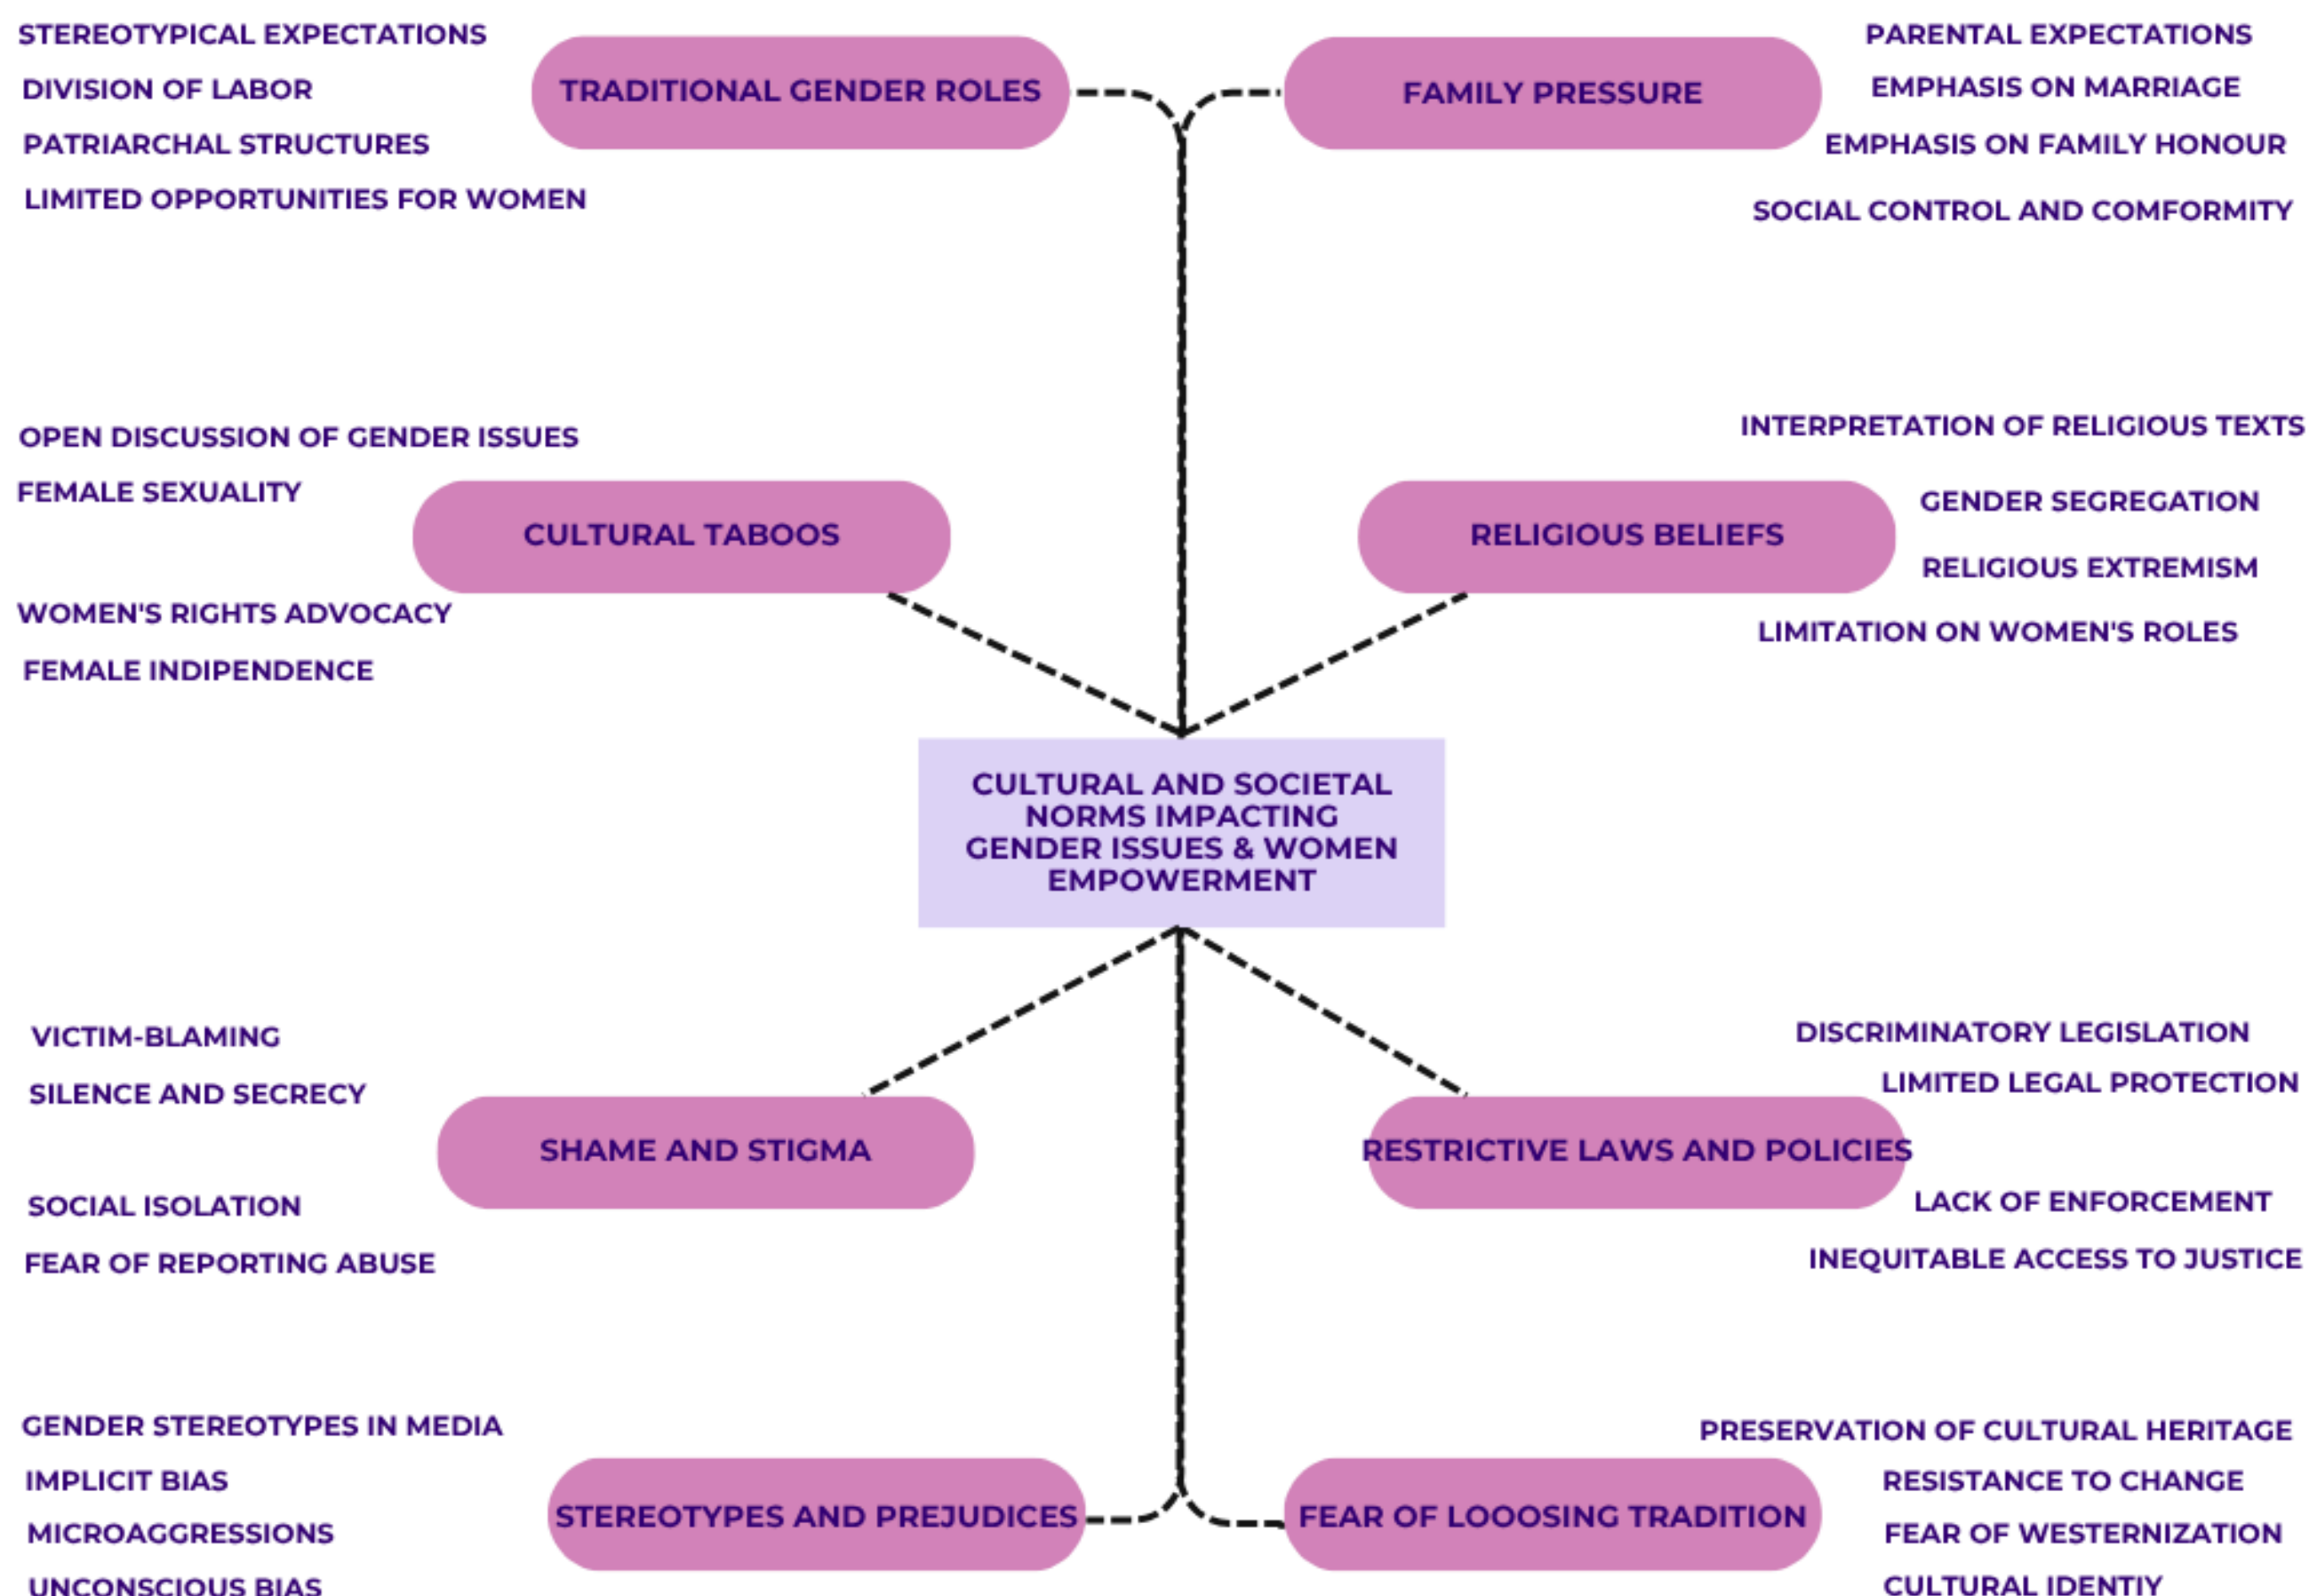 STEREOTYPICAL EXPECTATIONS
DIVISION OF LABOR
PATRIARCHAL STRUCTURES
LIMITED OPPORTUNITIES FOR WOMEN
TRADITIONAL GENDER ROLES
FAMILY PRESSURE
PARENTAL EXPECTATIONS
EMPHASIS ON MARRIAGE
EMPHASIS ON FAMILY HONOUR
SOCIAL CONTROL AND COMFORMITY
OPEN DISCUSSION OF GENDER ISSUES
FEMALE SEXUALITY
CULTURAL TABOOS
WOMEN'S RIGHTS ADVOCACY
FEMALE INDIPENDENCE
INTERPRETATION OF RELIGIOUS TEXTS
RELIGIOUS BELIEFS
GENDER SEGREGATION
RELIGIOUS EXTREMISM
LIMITATION ON WOMEN'S ROLES
CULTURAL AND SOCIETAL
NORMS IMPACTING
GENDER ISSUES & WOMEN
EMPOWERMENT
VICTIM-BLAMING
SILENCE AND SECRECY
SHAME AND STIGMA
SOCIAL ISOLATION
FEAR OF REPORTING ABUSE
DISCRIMINATORY LEGISLATION
LIMITED LEGAL PROTECTION
RESTRICTIVE LAWS AND POLICIES
LACK OF ENFORCEMENT
INEQUITABLE ACCESS TO JUSTICE
GENDER STEREOTYPES IN MEDIA
IMPLICIT BIAS
STEREOTYPES AND PREJUDICES
MICROAGGRESSIONS
UNCONSCIOUS BIAS
PRESERVATION OF CULTURAL HERITAGE
RESISTANCE TO CHANGE
FEAR OF LOOOSING TRADITION
FEAR OF WESTERNIZATION
CULTURAL IDENTIY